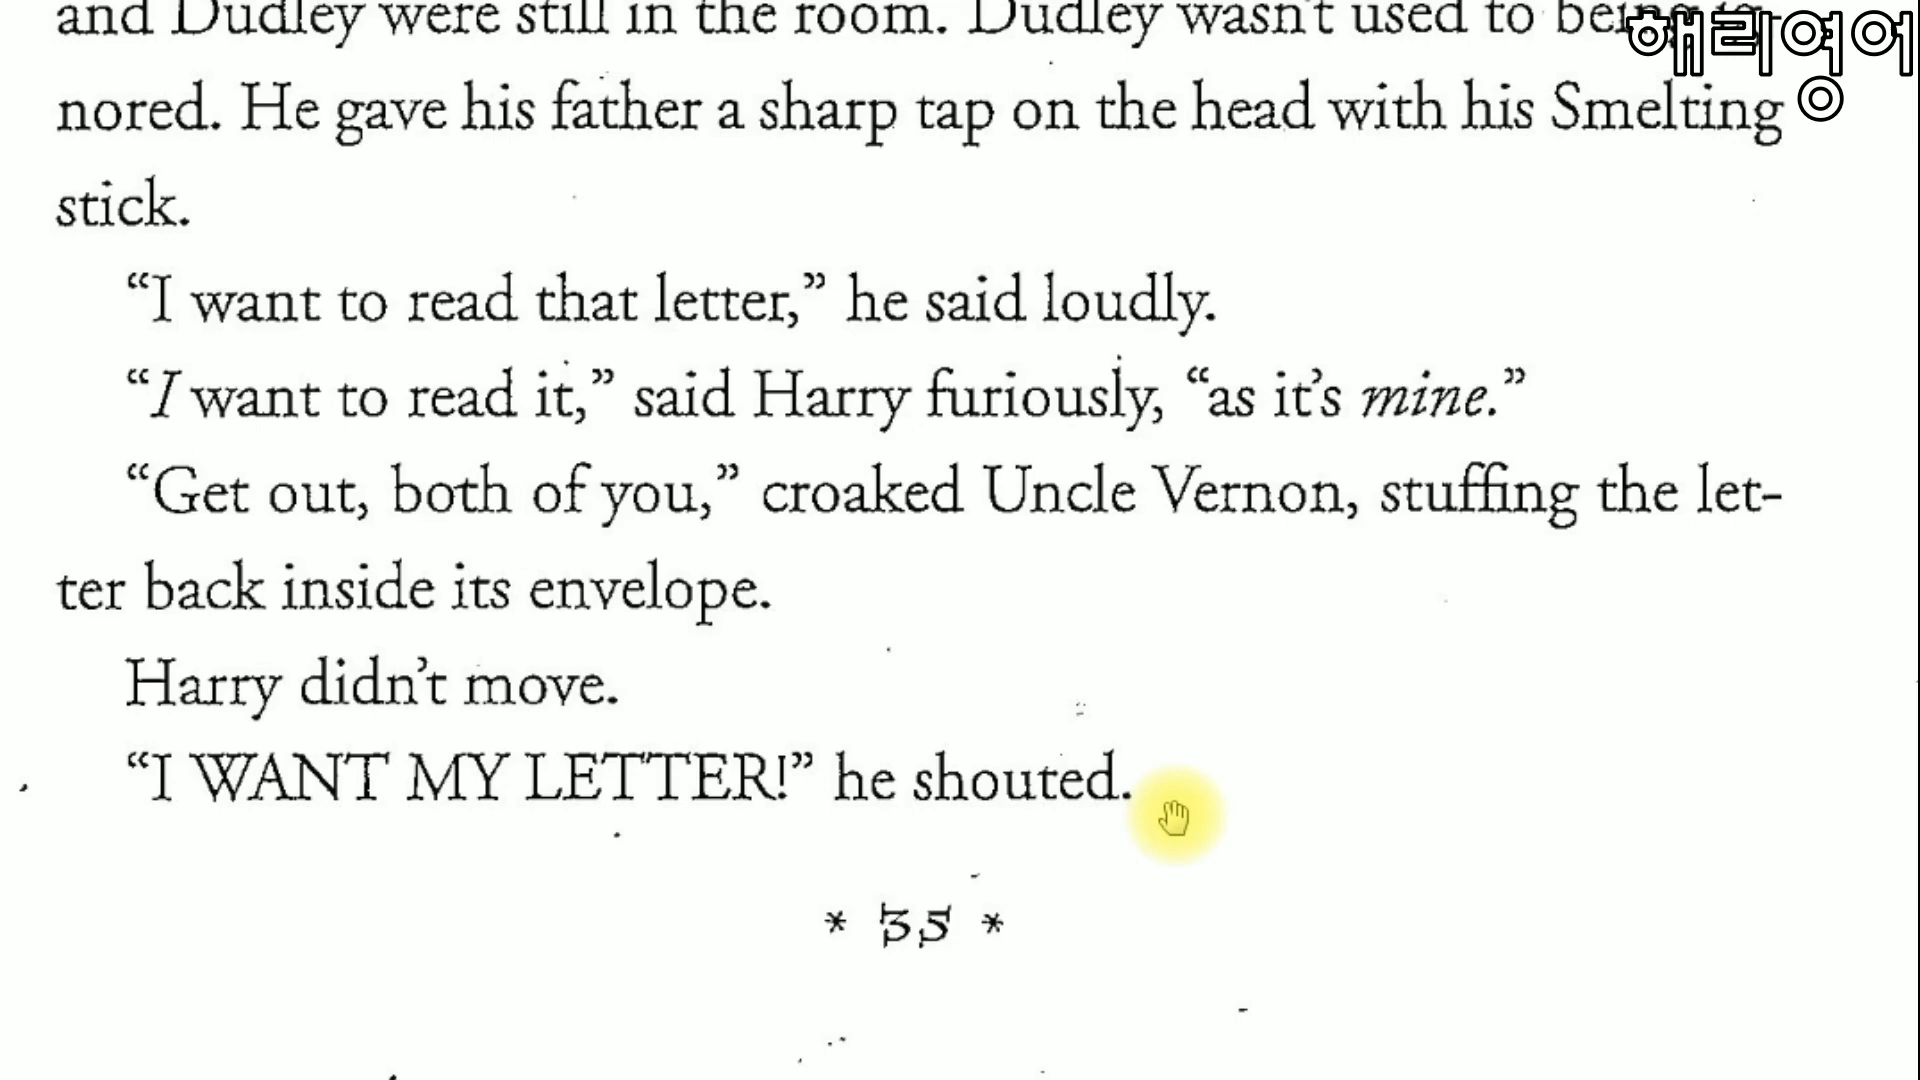 and Dudley were still in the room. Dudley wasn't used to being ig-
해리영어
nored. He gave his father a sharp tap on the head with his Smelting
stick.
“I want to read that letter,” he said loudly.
“I want to read it,” said Harry furiously, “as it's mine.”
“Get out, both of you,” croaked Uncle Vernon, stuffing the let-
ter back inside its envelope.
Harry didn't move.
“I WANT MY LETTER!” he shouted.
* 35 *